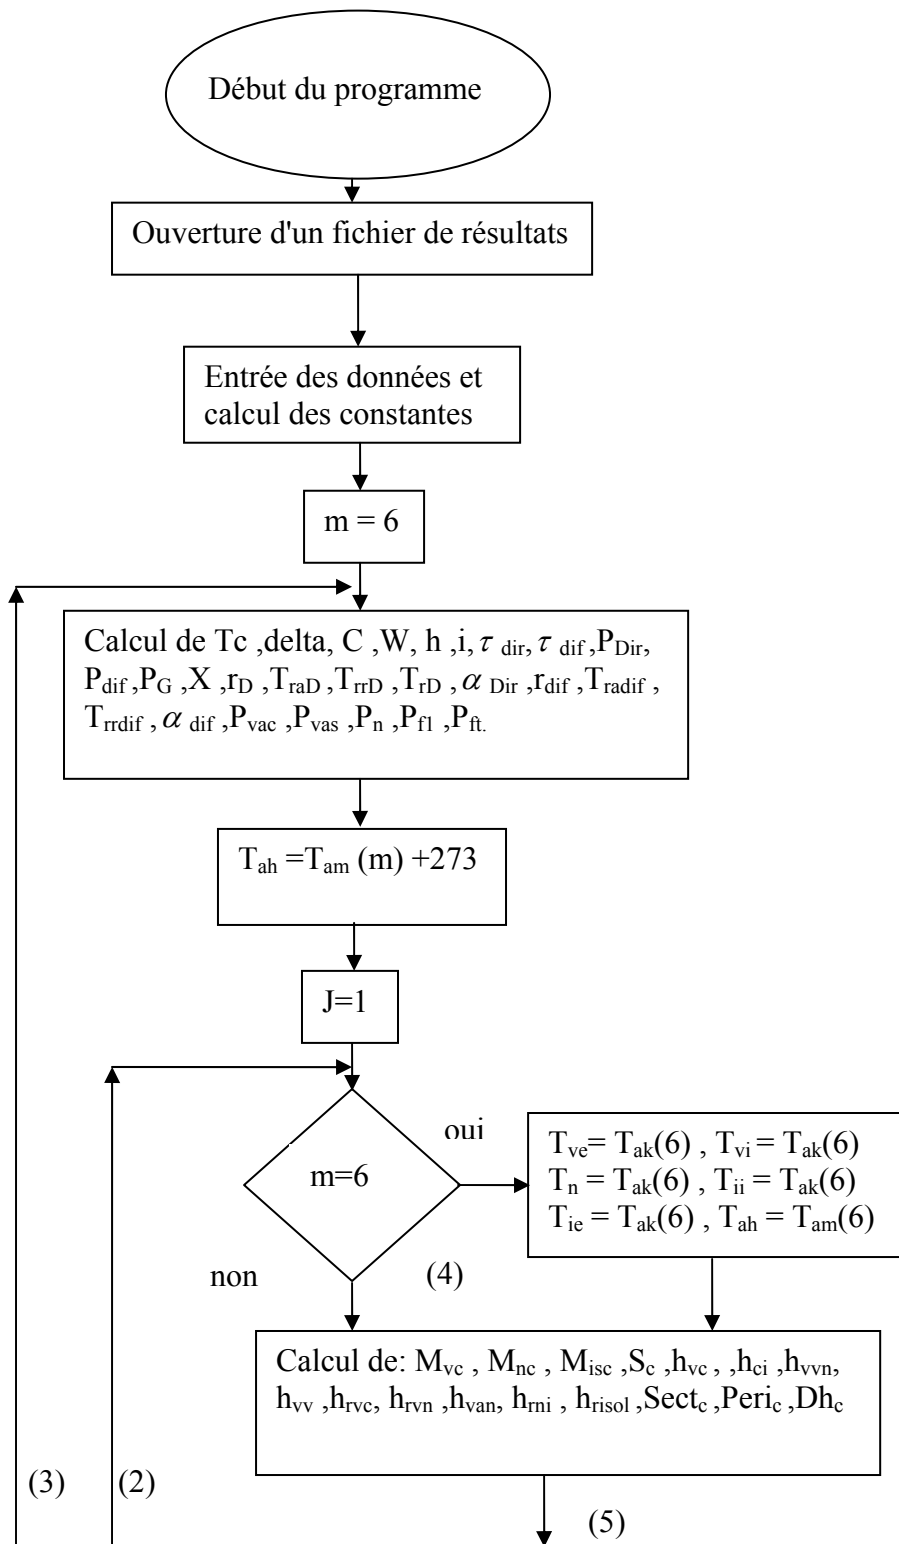 Début du programme
Ouverture d'un fichier de résultats
Entrée des données et
calcul des constantes
m = 6
Calcul de Tc ,delta, C ,W, h ,i, τ dir, τ dif ,PDir,
Pdif ,PG ,X ,rD ,TraD ,TrrD ,TrD , α Dir ,rdif ,Tradif ,
Trrdif , α dif ,Pvac ,Pvas ,Pn ,Pf1 ,Pft.
Tah =Tam (m) +273
J=1
m=6
oui
Tve= Tak(6) , Tvi = Tak(6)
Tn = Tak(6) , Tii = Tak(6)
Tie = Tak(6) , Tah = Tam(6)
non
(4)
Calcul de: Mvc , Mnc , Misc ,Sc ,hvc , ,hci ,hvvn,
hvv ,hrvc, hrvn ,hvan, hrni , hrisol ,Sectc ,Peric ,Dhc
(3)
(2)
(5)